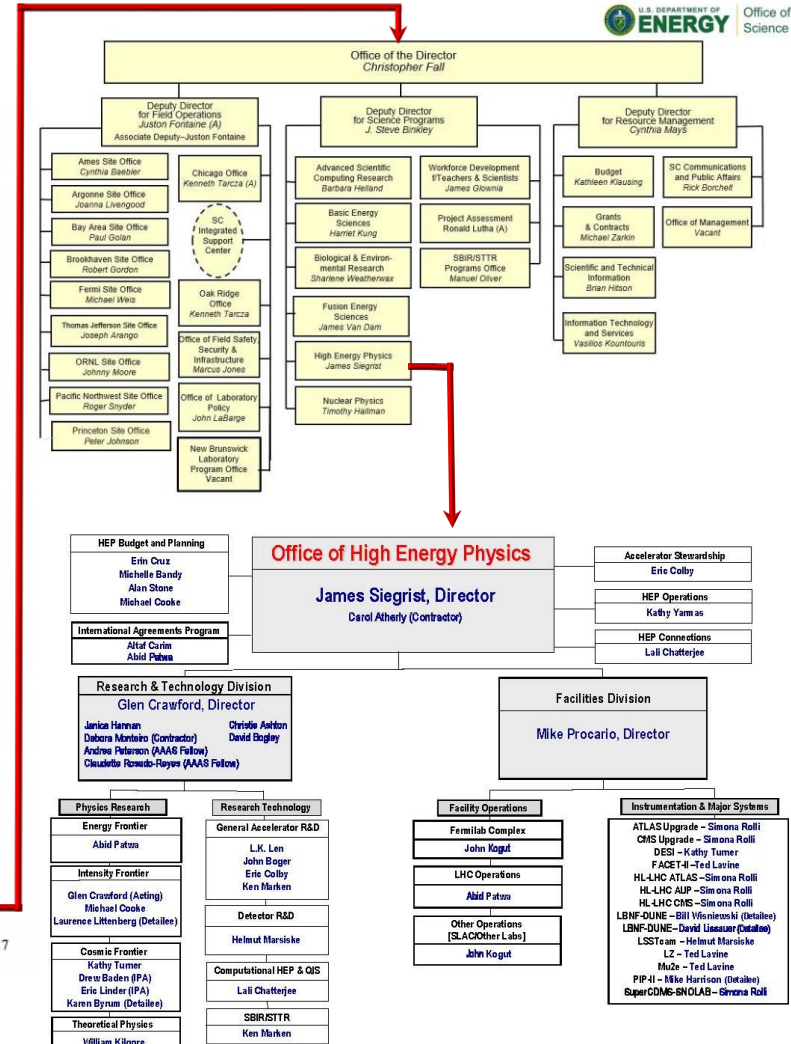 U.S. DEPARTMENT OF
ENERGY
Office of
Science
Office of the Director
Christopher Fall
Deputy Director
for Field Operations
Juston Fontaine (A)
Associate Deputy–Juston Fontaine
Ames Site Office
Cynthia Baebler
Argonne Site Office
Joanna Livengood
Bay Area Site Office
Paul Golan
Brookhaven Site Office
Robert Gordon
Fermi Site Office
Michael Weis
Thomas Jefferson Site Office
Joseph Arango
ORNL Site Office
Johnny Moore
Pacific Northwest Site Office
Roger Snyder
Princeton Site Office
Peter Johnson
Chicago Office
Kenneth Tarcza (A)
SC
Integrated
Support
Center
Oak Ridge
Office
Kenneth Tarcza
Office of Field Safety,
Security &
Infrastructure
Marcus Jones
Office of Laboratory
Policy
John LaBarge
New Brunswick
Laboratory
Program Office
Vacant
Deputy Director
for Science Programs
J. Steve Binkley
Advanced Scientific
Computing Research
Barbara Helland
Basic Energy
Sciences
Harriet Kung
Biological & Environ-
mental Research
Sharlene Weatherwax
Fusion Energy
Sciences
James Van Dam
High Energy Physics
James Siegrist
Nuclear Physics
Timothy Hallman
Workforce Development
f/Teachers & Scientists
James Glownia
Project Assessment
Ronald Lutha (A)
SBIR/STTR
Programs Office
Manuel Oliver
Deputy Director
for Resource Management
Cynthia Mays
Budget
Kathleen Klausing
Grants
& Contracts
Michael Zarkin
Scientific and Technical
Information
Brian Hitson
Information Technology
and Services
Vasilios Kountouris
SC Communications
and Public Affairs
Rick Borchelt
Office of Management
Vacant
HEP Budget and Planning
Erin Cruz
Michelle Bandy
Alan Stone
Michael Cooke
International Agreements Program
Altaf Carim
Abid Patwa
Office of High Energy Physics
James Siegrist, Director
Carol Atherly (Contractor)
Accelerator Stewardship
Eric Colby
HEP Operations
Kathy Yarmas
HEP Connections
Lali Chatterjee
Research & Technology Division
Glen Crawford, Director
Janice Hannan
Debora Monteiro (Contractor)
Andrea Peterson (AAAS Fellow)
Claudette Rosado-Reyes (AAAS Fellow)
Christie Ashton
David Bogley
Physics Research
Energy Frontier
Abid Patwa
Intensity Frontier
Glen Crawford (Acting)
Michael Cooke
Laurence Littenberg (Detailee)
Cosmic Frontier
Kathy Turner
Drew Baden (IPA)
Eric Linder (IPA)
Karen Byrum (Detailee)
Theoretical Physics
William Kilgore
Research Technology
General Accelerator R&D
L.K. Len
John Boger
Eric Colby
Ken Marken
Detector R&D
Helmut Marsiske
Computational HEP & QIS
Lali Chatterjee
SBIR/STTR
Ken Marken
Facilities Division
Mike Procario, Director
Facility Operations
Fermilab Complex
John Kogut
LHC Operations
Abid Patwa
Other Operations
[SLAC/Other Labs]
John Kogut
Instrumentation & Major Systems
ATLAS Upgrade – Simona Rolli
CMS Upgrade – Simona Rolli
DESI – Kathy Turner
FACET-II–Ted Lavine
HL-LHC ATLAS–Simona Rolli
HL-LHC AUP –Simona Rolli
HL-LHC CMS –Simona Rolli
LBNF-DUNE – Bill Wisniewski (Detailee)
LBNF-DUNE–David Lissauer(Detailee)
LSSTcam – Helmut Marsiske
LZ – Ted Lavine
Mu2e – Ted Lavine
PIP-II – Mike Harrison (Detailee)
SuperCDMS-SNOLAB – Simona Rolli
7